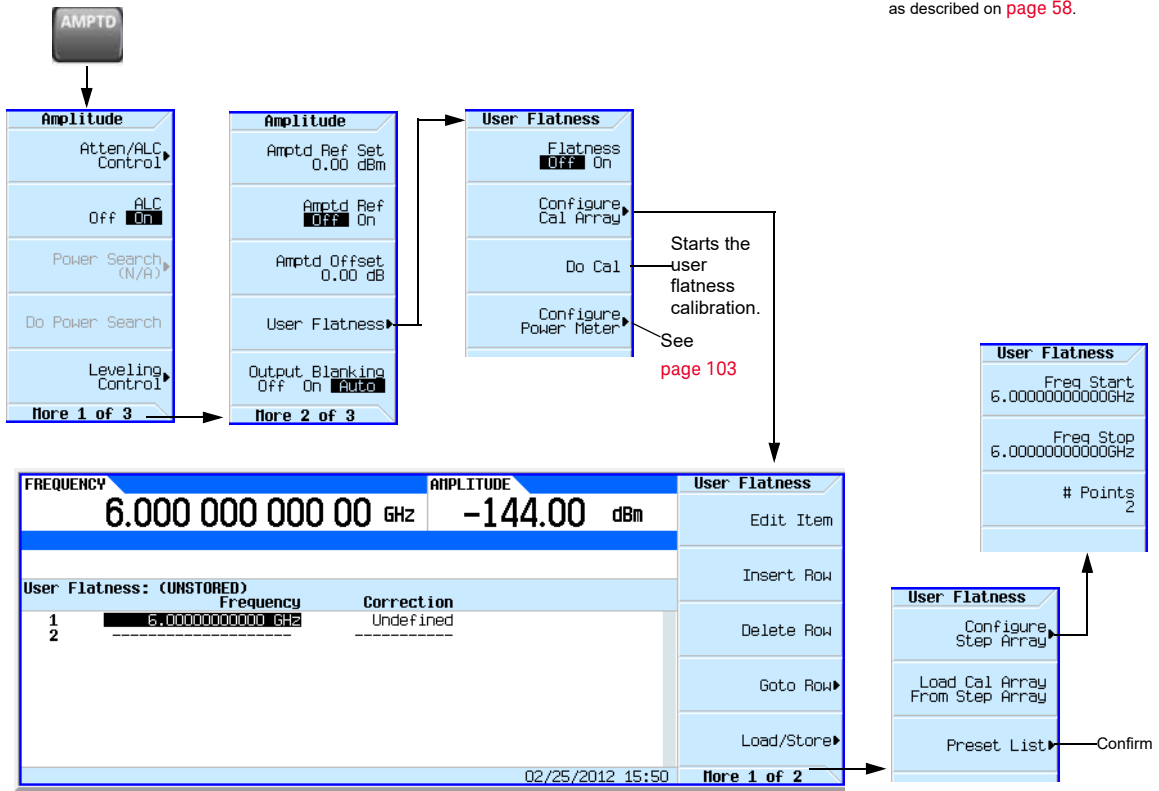 as described on page 58.
AMPTD
Amplitude
Atten/ALC
Control
ALC
Off On
Power Search
(N/A)
Do Power Search
Leveling
Control
More 1 of 3
Amplitude
Amptd Ref Set
0.00 dBm
Amptd Ref
Off On
Amptd Offset
0.00 dB
User Flatness
Output Blanking
Off On Auto
More 2 of 3
User Flatness
Flatness
Off On
Configure
Cal Array
Do Cal
Configure
Power Meter
Starts the
user
flatness
calibration.
See
page 103
FREQUENCY
6.000 000 000 00 GHz
AMPLITUDE
-144.00 dBm
User Flatness: (UNSTORED)
Frequency Correction
1 6.00000000000 GHz Undefined
2 -------------------- -----------
02/25/2012 15:50
User Flatness
Edit Item
Insert Row
Delete Row
Goto Row
Load/Store
More 1 of 2
User Flatness
Configure
Step Array
Load Cal Array
From Step Array
Preset List
Confirm
User Flatness
Freq Start
6.00000000000GHz
Freq Stop
6.00000000000GHz
# Points
2